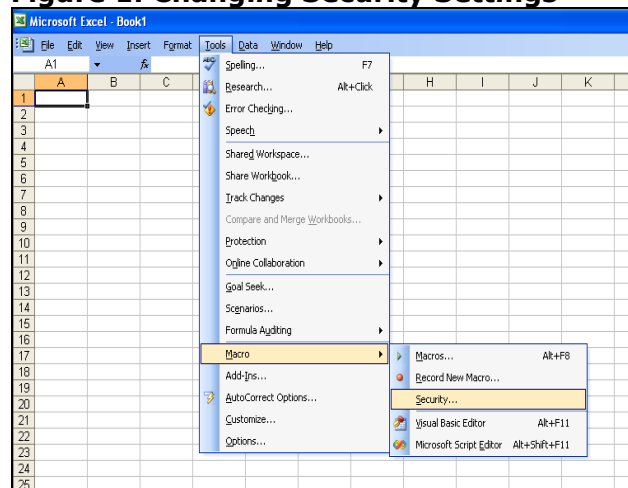 Figure 1. Changing Security Settings
Microsoft Excel - Book1
File Edit View Insert Format Tools Data Window Help
A1 fx
A B C H I J K
Spelling... F7
Research... Alt+Click
Error Checking...
Speech
Shared Workspace...
Share Workbook...
Track Changes
Compare and Merge Workbooks...
Protection
Online Collaboration
Goal Seek...
Scenarios...
Formula Auditing
Macro
Add-Ins...
AutoCorrect Options...
Customize...
Options...
Macros... Alt+F8
Record New Macro...
Security...
Visual Basic Editor Alt+F11
Microsoft Script Editor Alt+Shift+F11
1
2
3
4
5
6
7
8
9
10
11
12
13
14
15
16
17
18
19
20
21
22
23
24
25